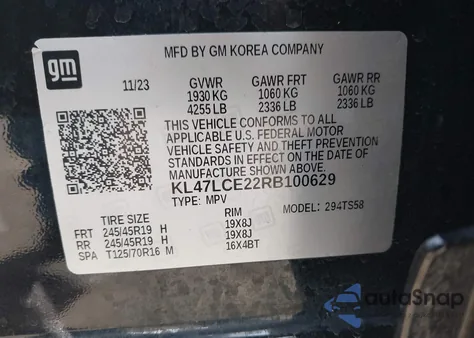 gm
MFD BY GM KOREA COMPANY
11/23 GVWR GAWR FRT GAWR RR
1930 KG 1060 KG 1060 KG
4255 LB 2336 LB 2336 LB
THIS VEHICLE CONFORMS TO ALL
APPLICABLE U.S. FEDERAL MOTOR
VEHICLE SAFETY AND THEFT PREVENTION
STANDARDS IN EFFECT ON THE DATE OF
MANUFACTURE SHOWN ABOVE.
KL47LCE22RB100629
TYPE: MPV MODEL: 294TS58
TIRE SIZE RIM
FRT 245/45R19 H 19X8J
RR 245/45R19 H 19X8J
SPA T125/70R16 M 16X4BT
autoSnap